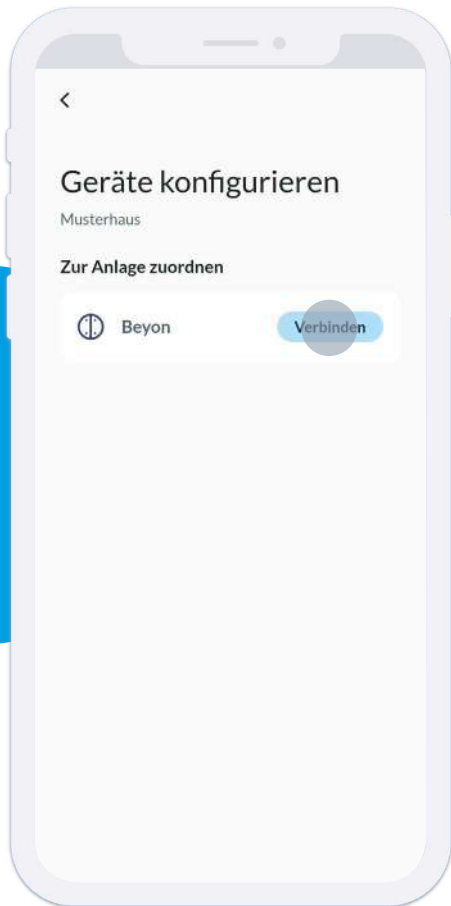 Geräte konfigurieren
Musterhaus
Zur Anlage zuordnen
Beyon Verbinden